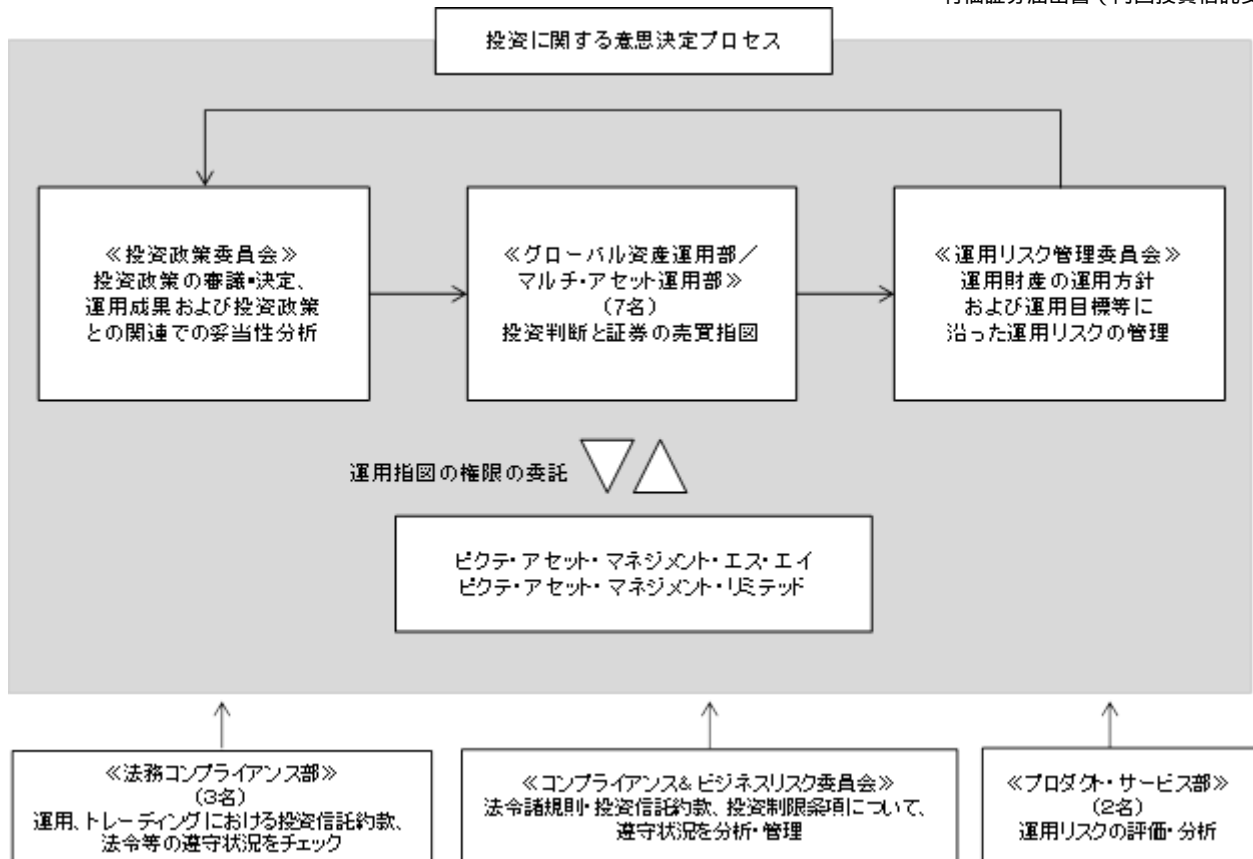 投資に関する意思決定プロセス
≪投資政策委員会≫
投資政策の審議・決定、
運用成果および投資政策
との関連での妥当性分析
≪グローバル資産運用部／
マルチ・アセット運用部≫
(7名)
投資判断と証券の売買指図
≪運用リスク管理委員会≫
運用財産の運用方針
および運用目標等に
沿った運用リスクの管理
運用指図の権限の委託
ピクテ・アセット・マネジメント・エス・エイ
ピクテ・アセット・マネジメント・リミテッド
≪法務コンプライアンス部≫
(3名)
運用、トレーディングにおける投資信託約款、
法令等の遵守状況をチェック
≪コンプライアンス&ビジネスリスク委員会≫
法令諸規則・投資信託約款、投資制限条項について、
遵守状況を分析・管理
≪プロダクト・サービス部≫
(2名)
運用リスクの評価・分析